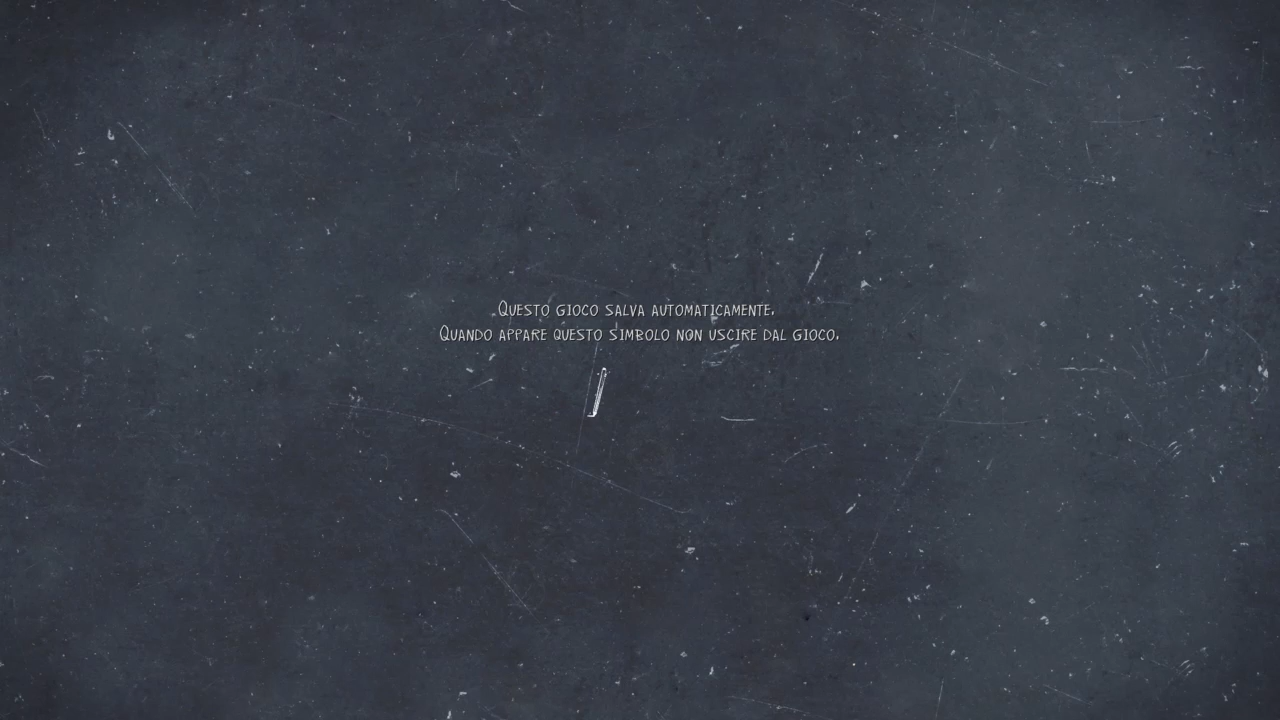 Questo gioco salva automaticamente.
Quando appare questo simbolo non uscire dal gioco.